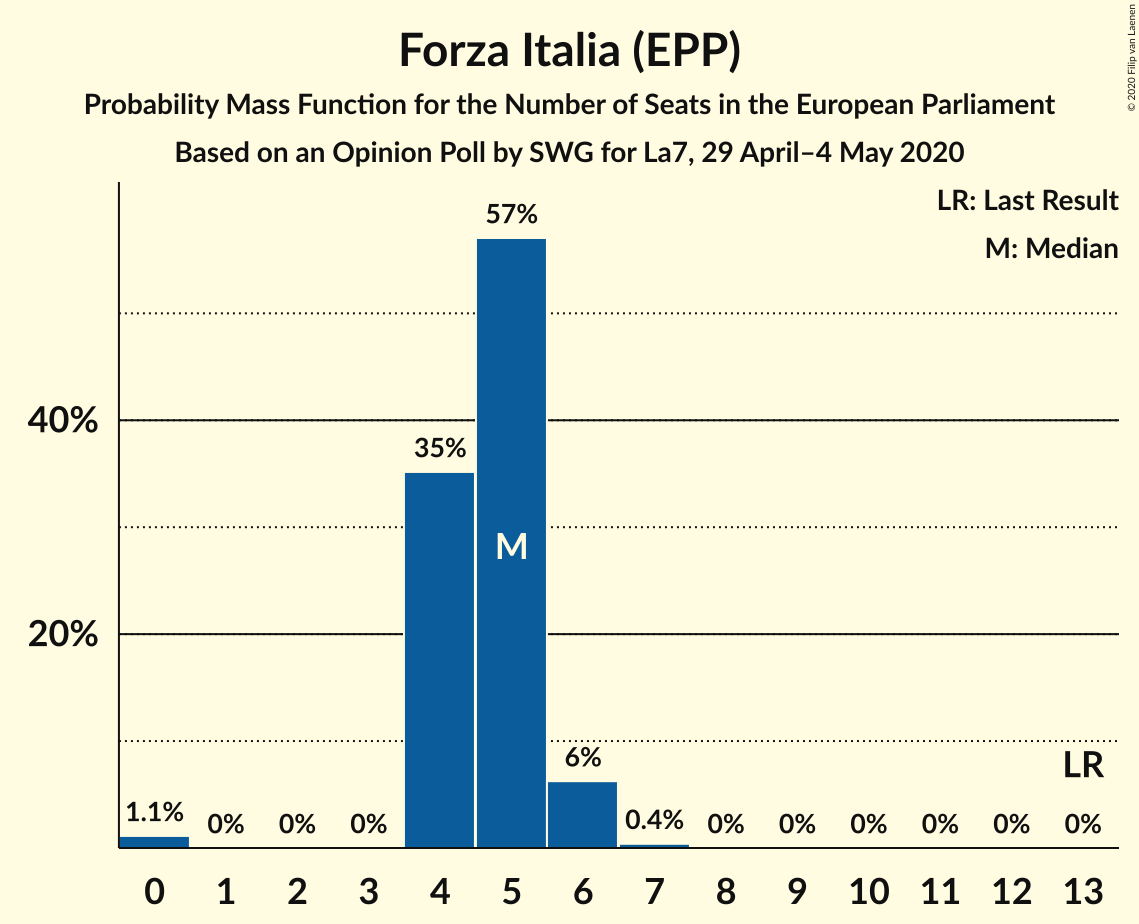 Forza Italia (EPP)
Probability Mass Function for the Number of Seats in the European Parliament
Based on an Opinion Poll by SWG for La7, 29 April–4 May 2020
© 2020 Filip van Laenen
LR: Last Result
M: Median
57%
40%
35%
M
20%
6%
LR
1.1%
0%
0%
0%
0.4%
0%
0%
0%
0%
0%
0%
0 1 2 3 4 5 6 7 8 9 10 11 12 13